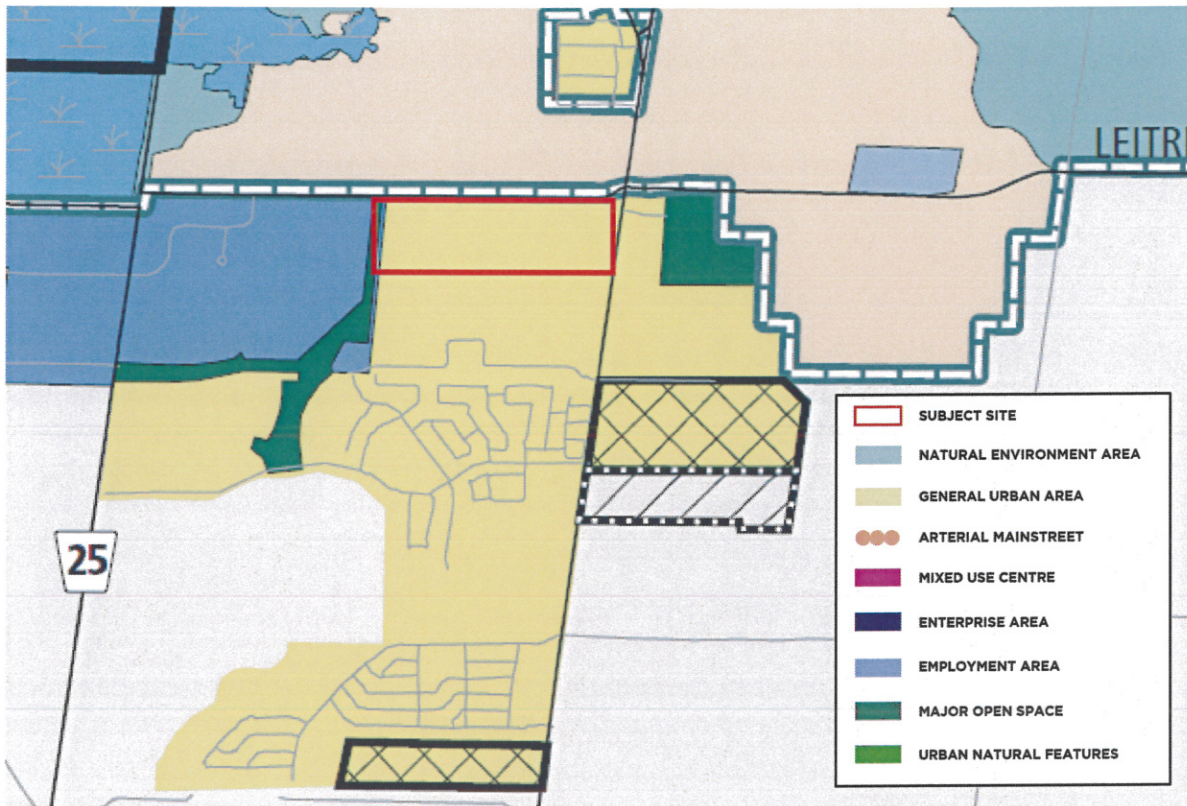 LEITRI
25
SUBJECT SITE
NATURAL ENVIRONMENT AREA
GENERAL URBAN AREA
ARTERIAL MAINSTREET
MIXED USE CENTRE
ENTERPRISE AREA
EMPLOYMENT AREA
MAJOR OPEN SPACE
URBAN NATURAL FEATURES